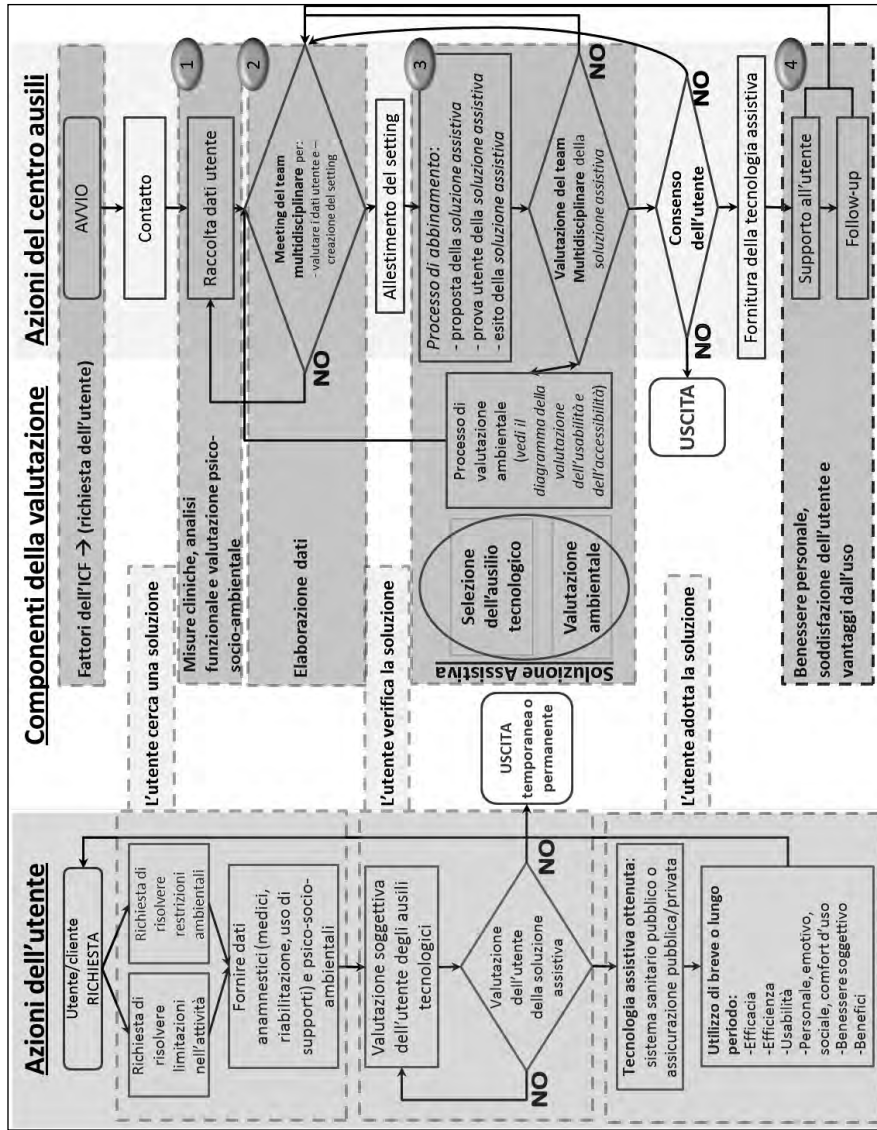 Azioni dell'utente
Utente/cliente
RICHIESTA
Richiesta di
risolvere
limitazioni
nell'attività
Richiesta di
risolvere
restrizioni
ambientali
Fornire dati
anamnestici (medici,
riabilitazione, uso di
supporti) e psico-socio-
ambientali
Valutazione soggettiva
dell'utente degli ausili
tecnologici
Valutazione
dell'utente
della soluzione
assistiva
NO
NO
USCITA
temporanea o
permanente
Tecnologia assistiva ottenuta:
sistema sanitario pubblico o
assicurazione pubblica/privata
Utilizzo di breve o lungo
periodo:
-Efficacia
-Efficienza
-Usabilità
-Personale, emotivo,
sociale, comfort d'uso
-Benessere soggettivo
-Benefici
L'utente cerca una soluzione
L'utente verifica la soluzione
L'utente adotta la soluzione
Componenti della valutazione
Fattori dell'ICF → (richiesta dell'utente)
Misure cliniche, analisi
funzionale e valutazione psico-
socio-ambientale
Elaborazione dati
Soluzione Assistiva
Selezione
dell'ausilio
tecnologico
Valutazione
ambientale
Processo di
valutazione
ambientale
(vedi il
diagramma della
valutazione
dell'usabilità e
dell'accessibilità)
USCITA
Benessere personale,
soddisfazione dell'utente e
vantaggi dall'uso
Azioni del centro ausili
AVVIO
Contatto
1
Raccolta dati utente
2
Meeting del team
multidisciplinare per:
- valutare i dati utente e –
creazione del setting
NO
Allestimento del setting
3
Processo di abbinamento:
- proposta della soluzione assistiva
- prova utente della soluzione assistiva
- esito della soluzione assistiva
Valutazione del team
Multidisciplinare della
soluzione assistiva
NO
Consenso
dell'utente
NO
NO
Fornitura della tecnologia assistiva
4
Supporto all'utente
Follow-up